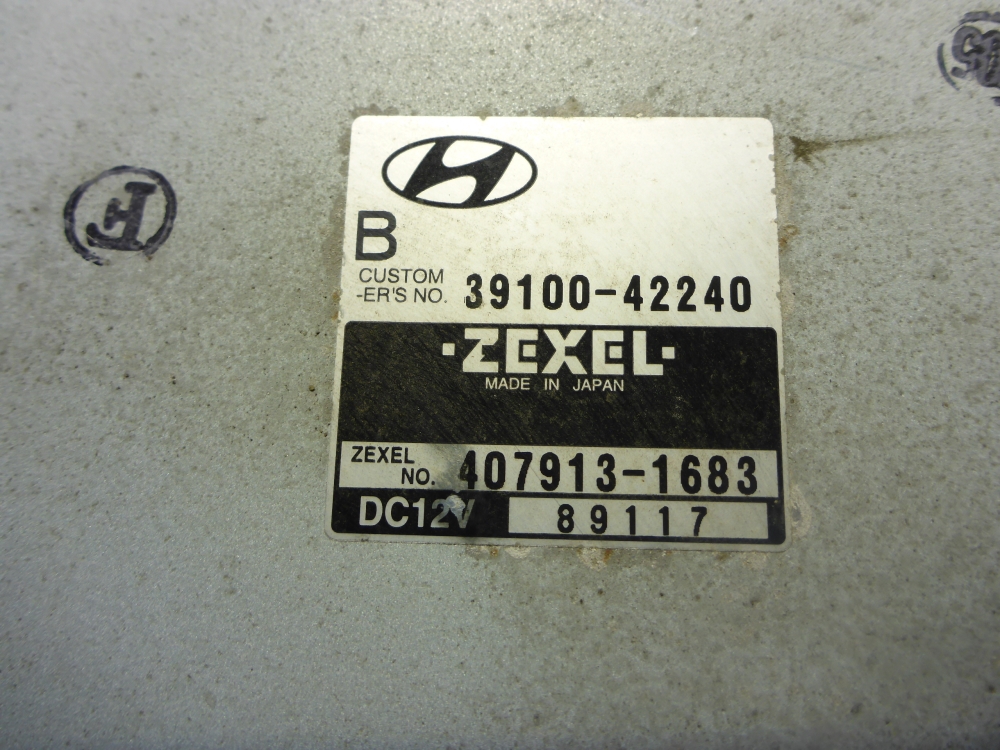 B
CUSTOM
-ER'S NO. 39100-42240
·ZEXEL·
MADE IN JAPAN
ZEXEL
NO. 407913-1683
DC12V 89117
F